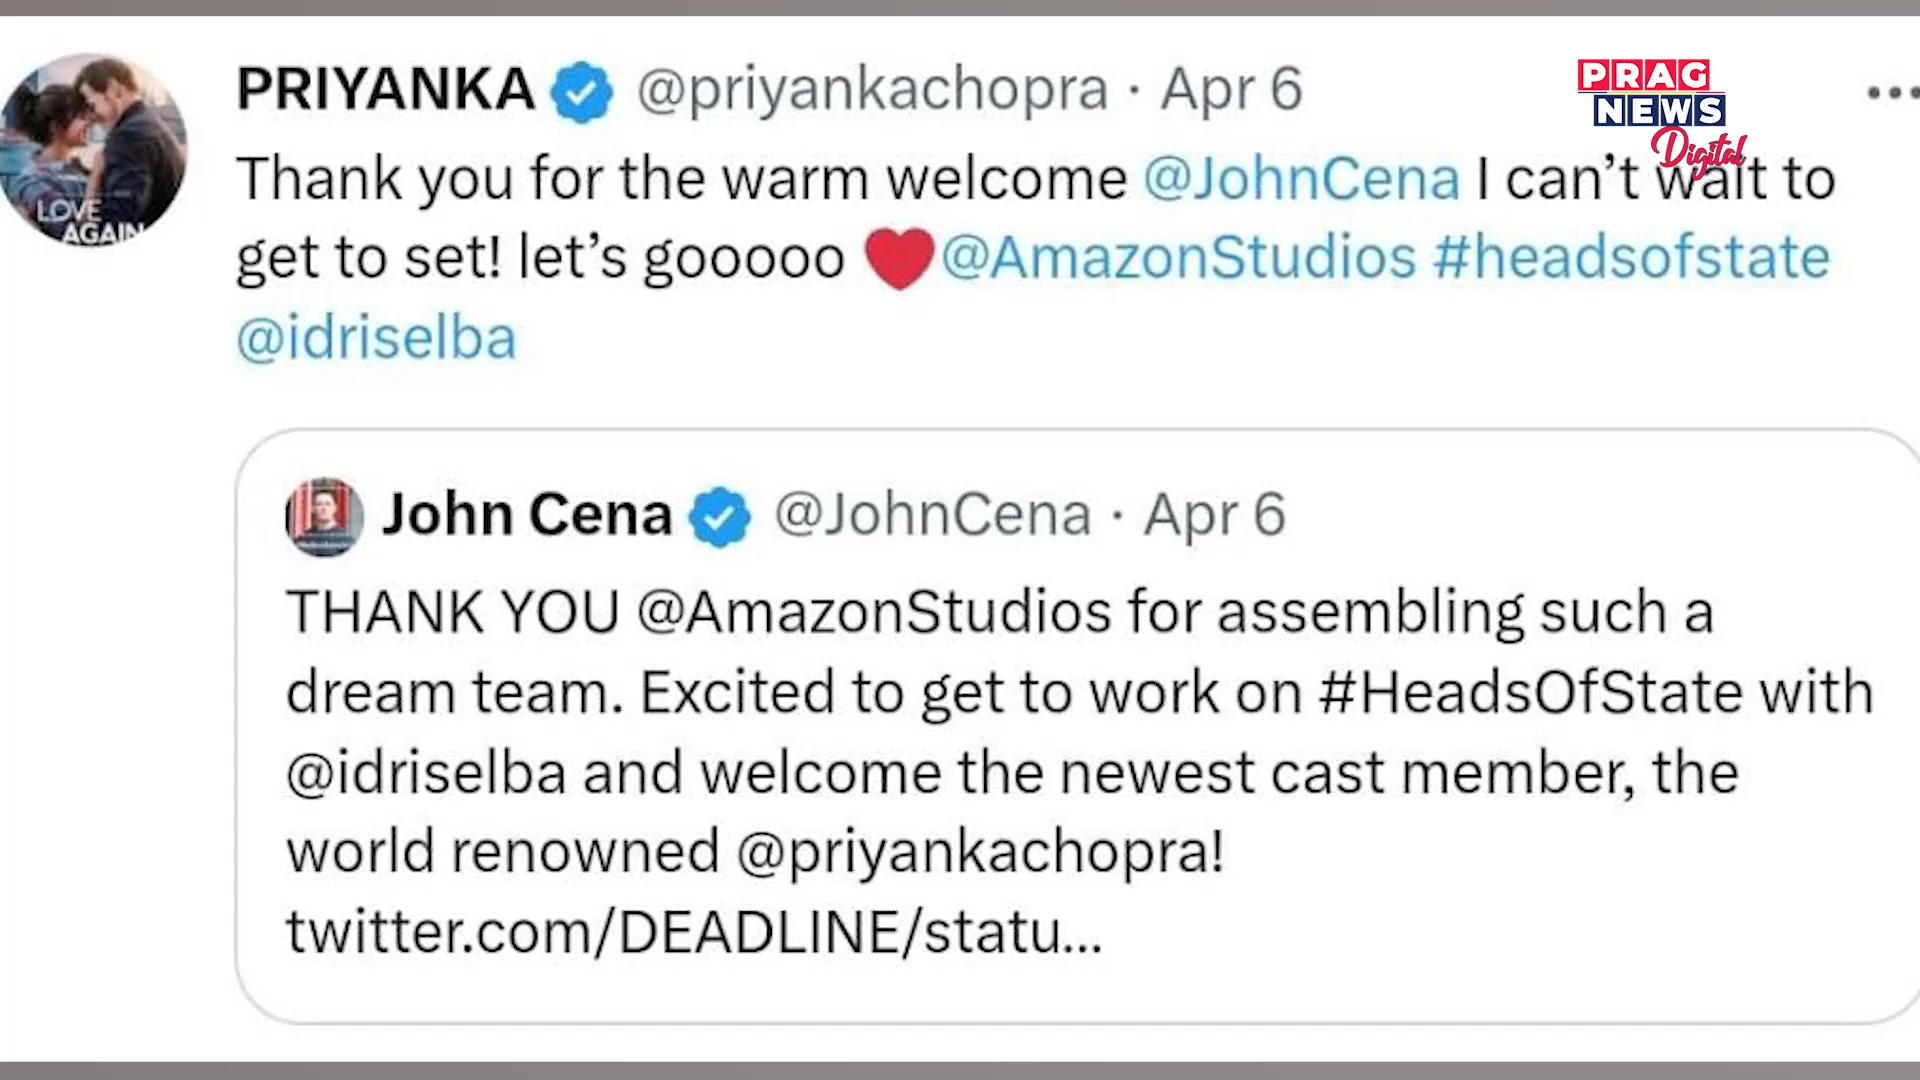 PRIYANKA @priyankachopra · Apr 6
PRAG
NEWS
Digital
Thank you for the warm welcome @JohnCena I can’t wait to
get to set! let’s gooooo ❤️@AmazonStudios #headsofstate
@idriselba
LOVE
AGAIN
John Cena @JohnCena · Apr 6
THANK YOU @AmazonStudios for assembling such a
dream team. Excited to get to work on #HeadsOfState with
@idriselba and welcome the newest cast member, the
world renowned @priyankachopra!
twitter.com/DEADLINE/statu...